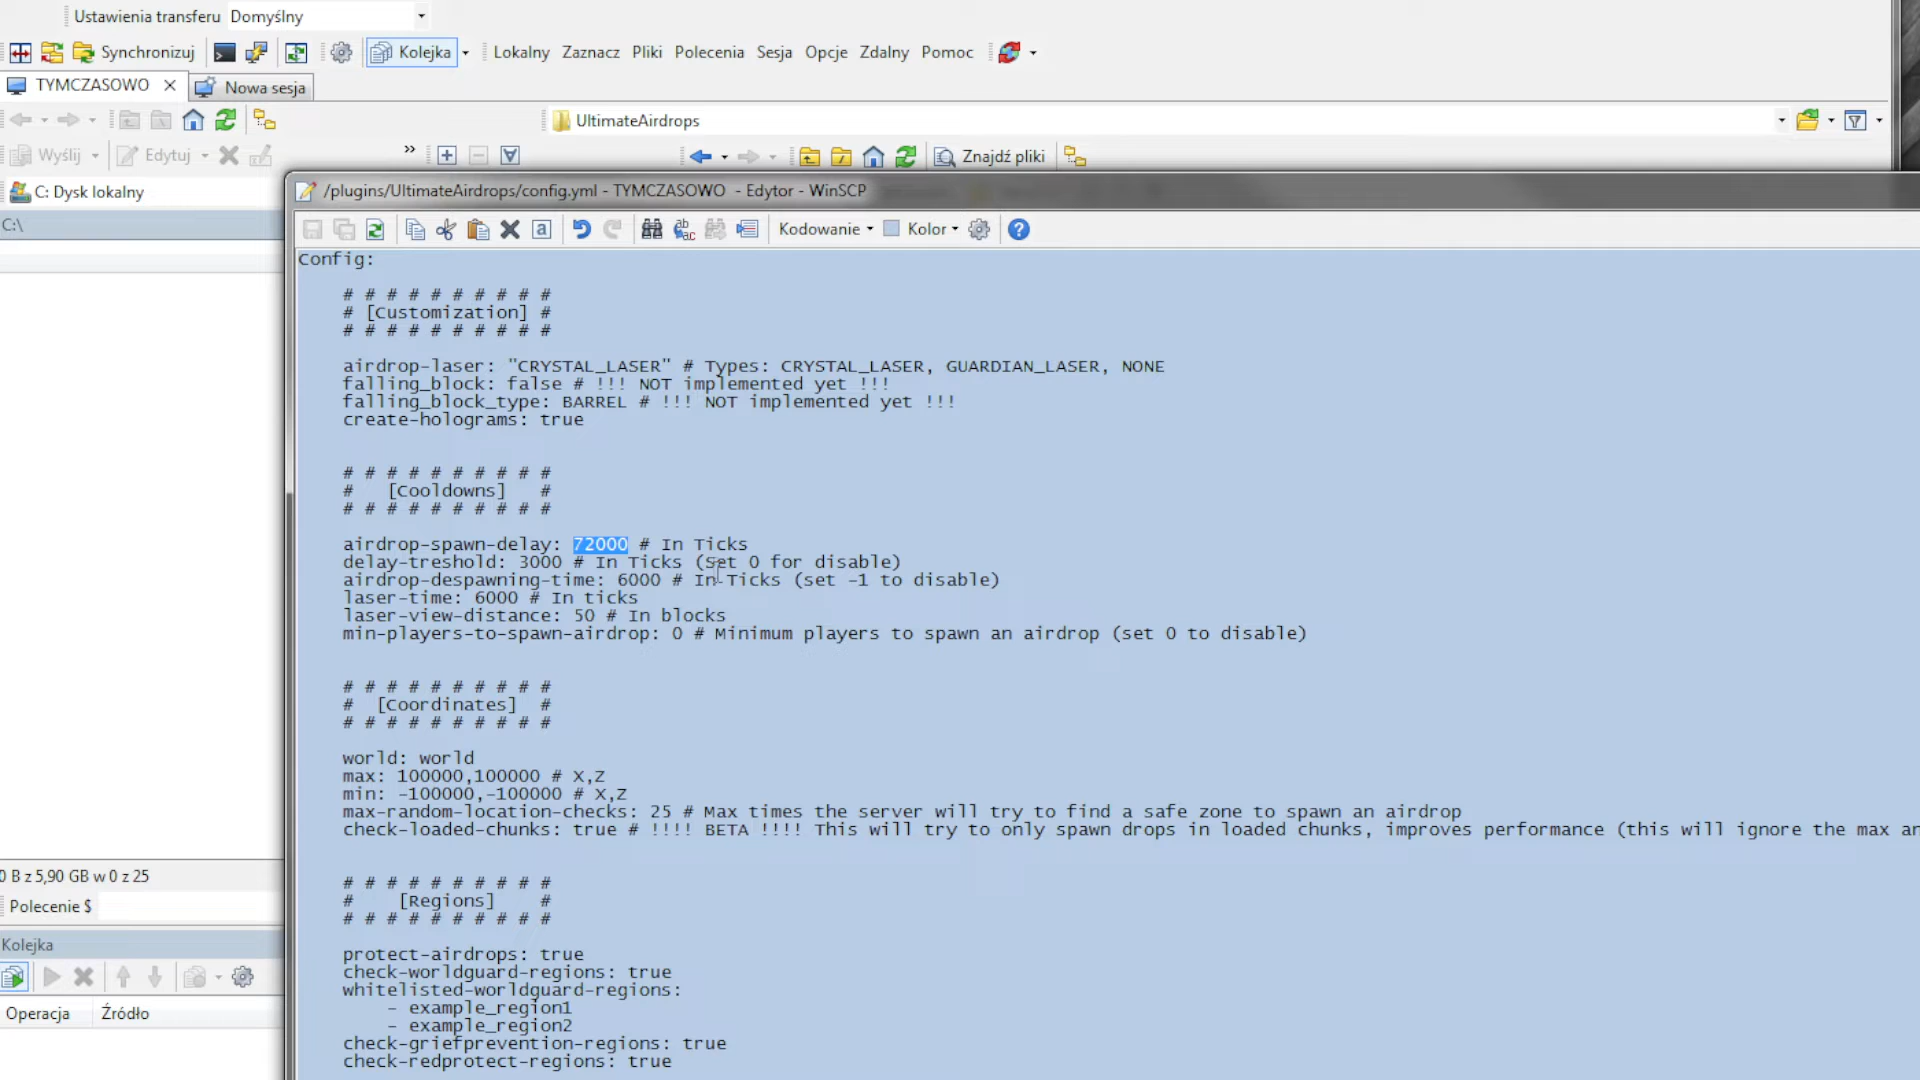 Ustawienia transferu Domyślny
Synchronizuj Kolejka Lokalny Zaznacz Pliki Polecenia Sesja Opcje Zdalny Pomoc
TYMCZASOWO Nowa sesja
UltimateAirdrops
Wyślij Edytuj Znajdź pliki
C: Dysk lokalny
/plugins/UltimateAirdrops/config.yml - TYMCZASOWO - Edytor - WinSCP
C:\
Kodowanie Kolor
Config:
# # # # # # # # # #
# [Customization] #
# # # # # # # # # #
airdrop-laser: "CRYSTAL_LASER" # Types: CRYSTAL_LASER, GUARDIAN_LASER, NONE
falling_block: false # !!! NOT implemented yet !!!
falling_block_type: BARREL # !!! NOT implemented yet !!!
create-holograms: true
# # # # # # # # # #
# [Cooldowns] #
# # # # # # # # # #
airdrop-spawn-delay: 72000 # In Ticks
delay-treshold: 3000 # In Ticks (Set 0 for disable)
airdrop-despawning-time: 6000 # In Ticks (set -1 to disable)
laser-time: 6000 # In ticks
laser-view-distance: 50 # In blocks
min-players-to-spawn-airdrop: 0 # Minimum players to spawn an airdrop (set 0 to disable)
# # # # # # # # # #
# [Coordinates] #
# # # # # # # # # #
world: world
max: 100000,100000 # X,Z
min: -100000,-100000 # X,Z
max-random-location-checks: 25 # Max times the server will try to find a safe zone to spawn an airdrop
check-loaded-chunks: true # !!!! BETA !!!! This will try to only spawn drops in loaded chunks, improves performance (this will ignore the max
# # # # # # # # # #
# [Regions] #
# # # # # # # # # #
protect-airdrops: true
check-worldguard-regions: true
whitelisted-worldguard-regions:
- example_region1
- example_region2
check-griefprevention-regions: true
check-redprotect-regions: true
0 B z 5,90 GB w 0 z 25
Polecenie $
Kolejka
Operacja Źródło